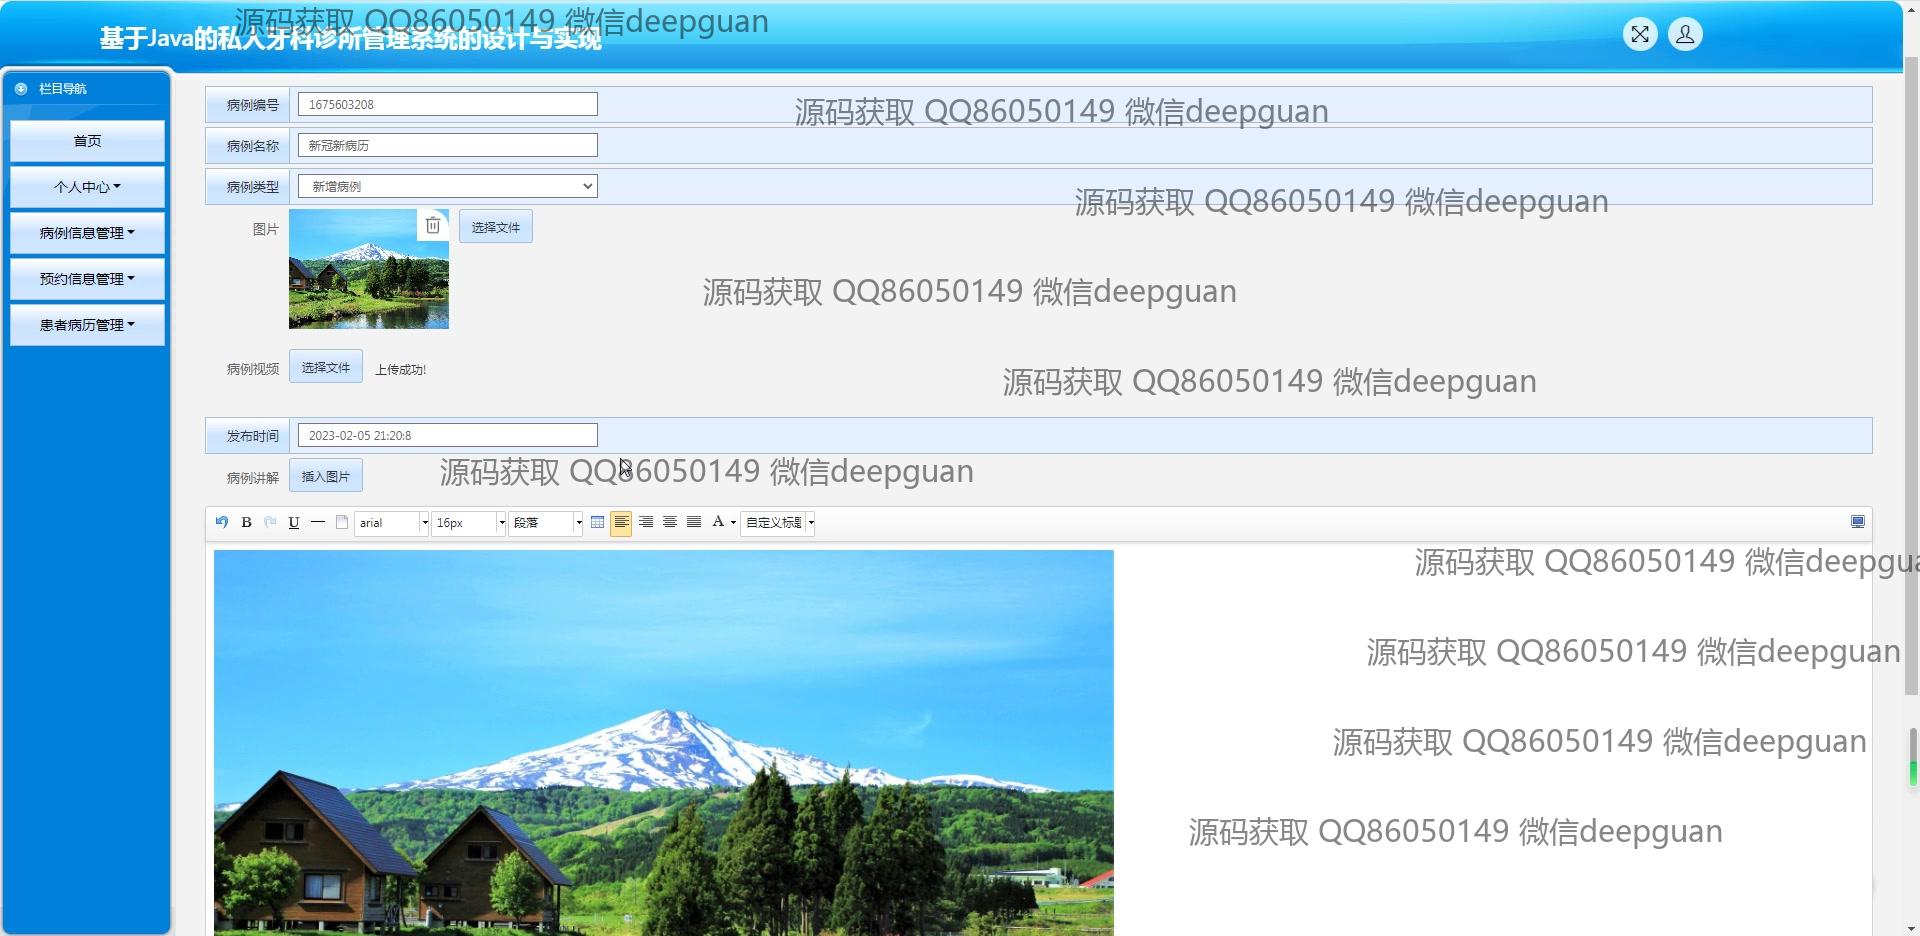 源码获取 QQ86050149 微信deepguan
基于Java的私人牙科诊所管理系统的设计与实现
栏目导航
首页
个人中心
病例信息管理
预约信息管理
患者病历管理
病例编号 1675603208
源码获取 QQ86050149 微信deepguan
病例名称 新冠新病历
病例类型 新增病例
源码获取 QQ86050149 微信deepguan
图片 选择文件
源码获取 QQ86050149 微信deepguan
病例视频 选择文件 上传成功!
源码获取 QQ86050149 微信deepguan
发布时间 2023-02-05 21:20:8
病例讲解 插入图片
源码获取 QQ86050149 微信deepguan
B U arial 16px 段落 A 自定义标题
源码获取 QQ86050149 微信deepgua
源码获取 QQ86050149 微信deepguan
源码获取 QQ86050149 微信deepguan
源码获取 QQ86050149 微信deepguan